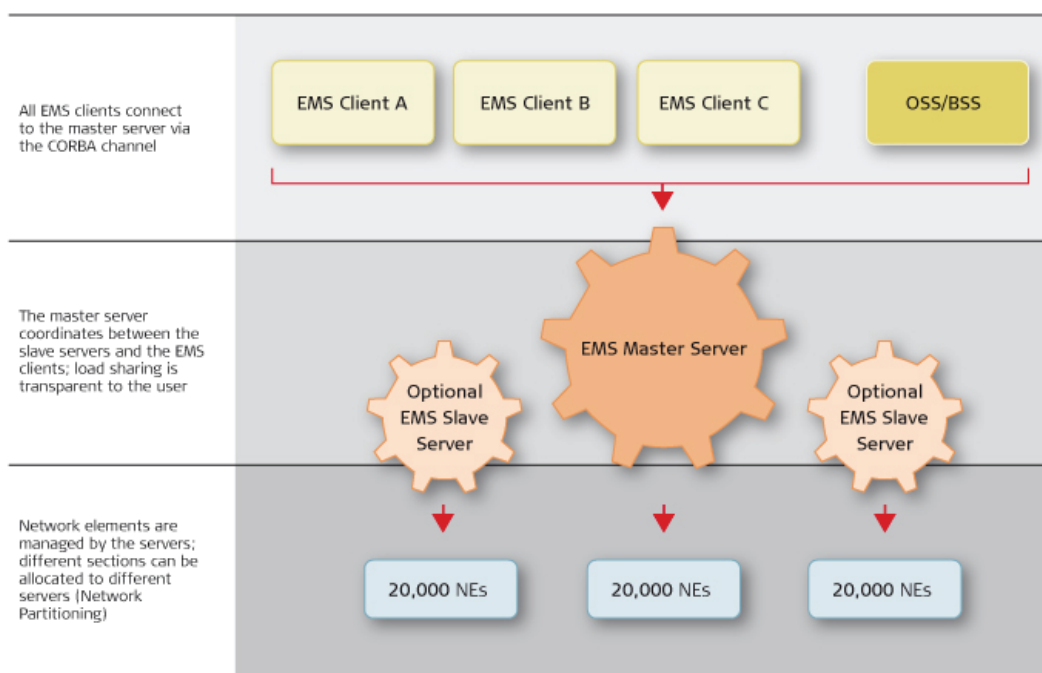 All EMS clients connect
to the master server via
the CORBA channel
EMS Client A
EMS Client B
EMS Client C
OSS/BSS
The master server
coordinates between the
slave servers and the EMS
clients; load sharing is
transparent to the user
EMS Master Server
Optional
EMS Slave
Server
Optional
EMS Slave
Server
Network elements are
managed by the servers;
different sections can be
allocated to different
servers (Network
Partitioning)
20,000 NEs
20,000 NEs
20,000 NEs